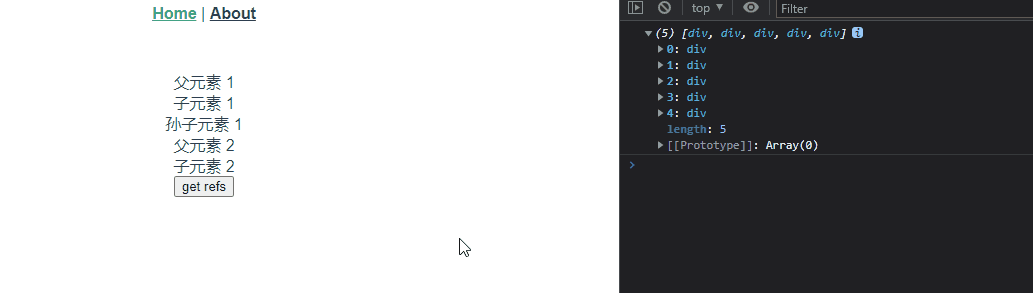 Home | About
父元素 1
子元素 1
孙子元素 1
父元素 2
子元素 2
get refs
top ▼ Filter
▼(5) [div, div, div, div, div] i
▶0: div
▶1: div
▶2: div
▶3: div
▶4: div
length: 5
▶[[Prototype]]: Array(0)
>